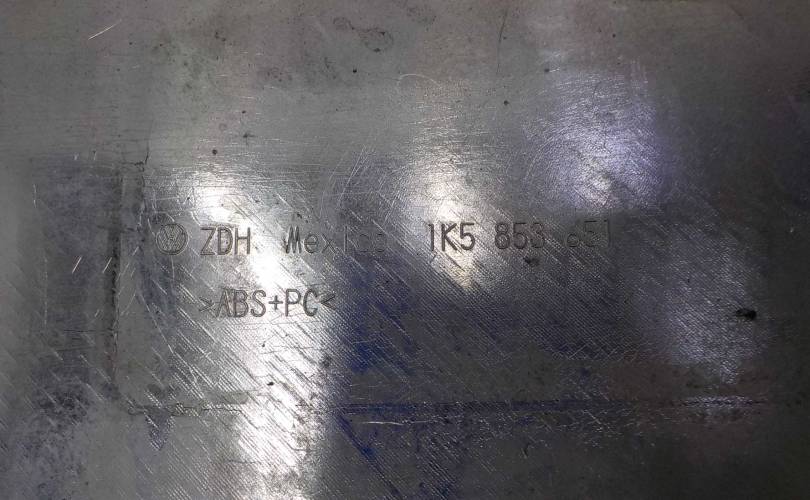 ZDH Mexico 1K5 853 651
>ABS+PC<